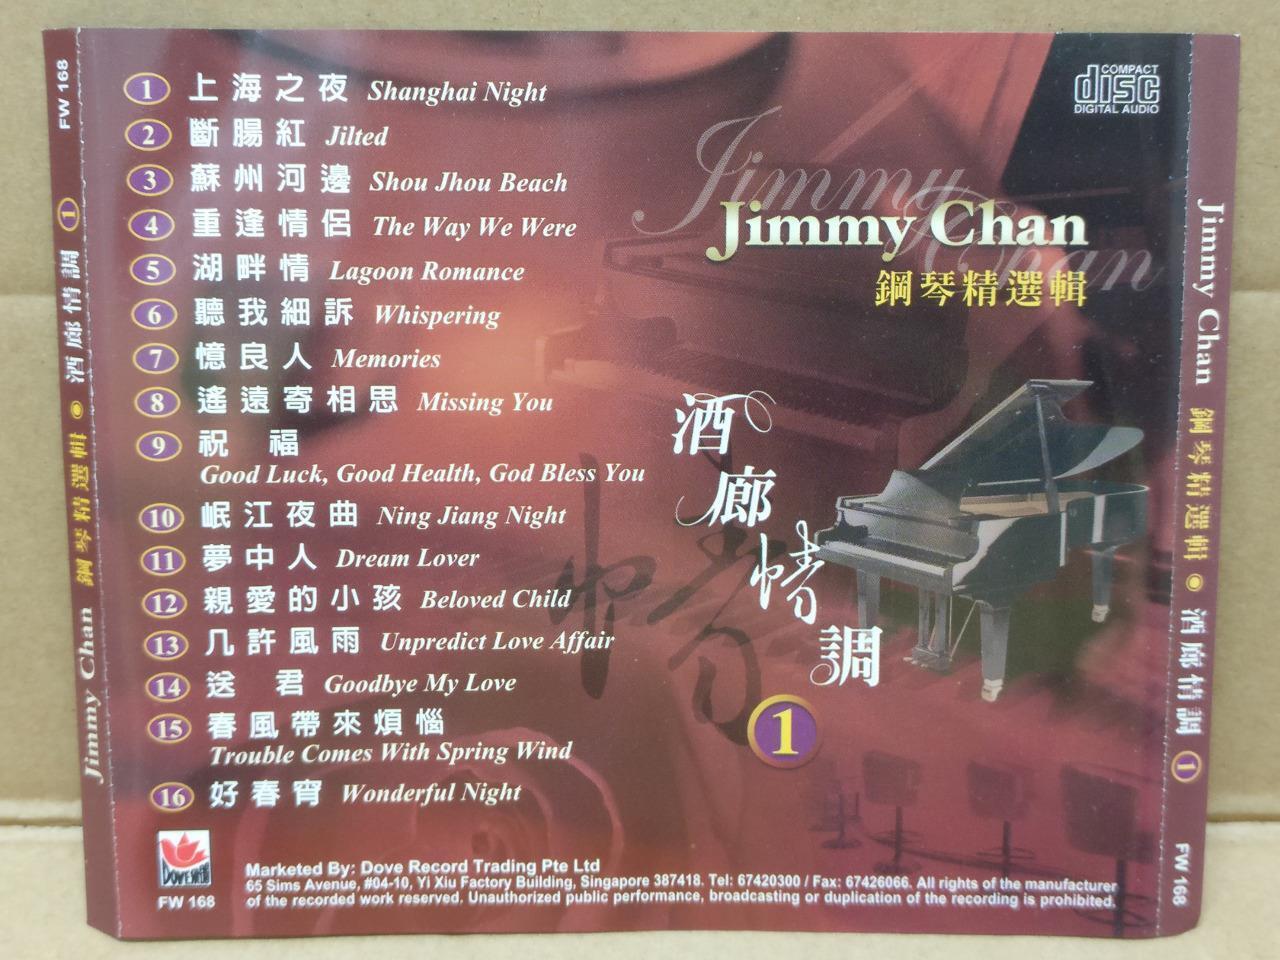 1 上海之夜 Shanghai Night
2 斷腸紅 Jilted
3 蘇州河邊 Shou Jhou Beach
4 重逢情侶 The Way We Were
5 湖畔情 Lagoon Romance
6 聽我細訴 Whispering
7 憶良人 Memories
8 遙遠寄相思 Missing You
9 祝 福
Good Luck, Good Health, God Bless You
10 岷江夜曲 Ning Jiang Night
11 夢中人 Dream Lover
12 親愛的小孩 Beloved Child
13 几許風雨 Unpredict Love Affair
14 送 君 Goodbye My Love
15 春風帶來煩惱
Trouble Comes With Spring Wind
16 好春宵 Wonderful Night
COMPACT
disc
DIGITAL AUDIO
Jimmy Chan
Jimmy Chan
鋼琴精選輯
酒廊情調
1
情
DOVE
FW 168
Marketed By: Dove Record Trading Pte Ltd
65 Sims Avenue, #04-10, Yi Xiu Factory Building, Singapore 387418. Tel: 67420300 / Fax: 67426066. All rights of the manufacturer
of the recorded work reserved. Unauthorized public performance, broadcasting or duplication of the recording is prohibited.
Jimmy Chan 鋼琴精選輯 酒廊情調 1 FW 168
Jimmy Chan 鋼琴精選輯 酒廊情調 1 FW 168